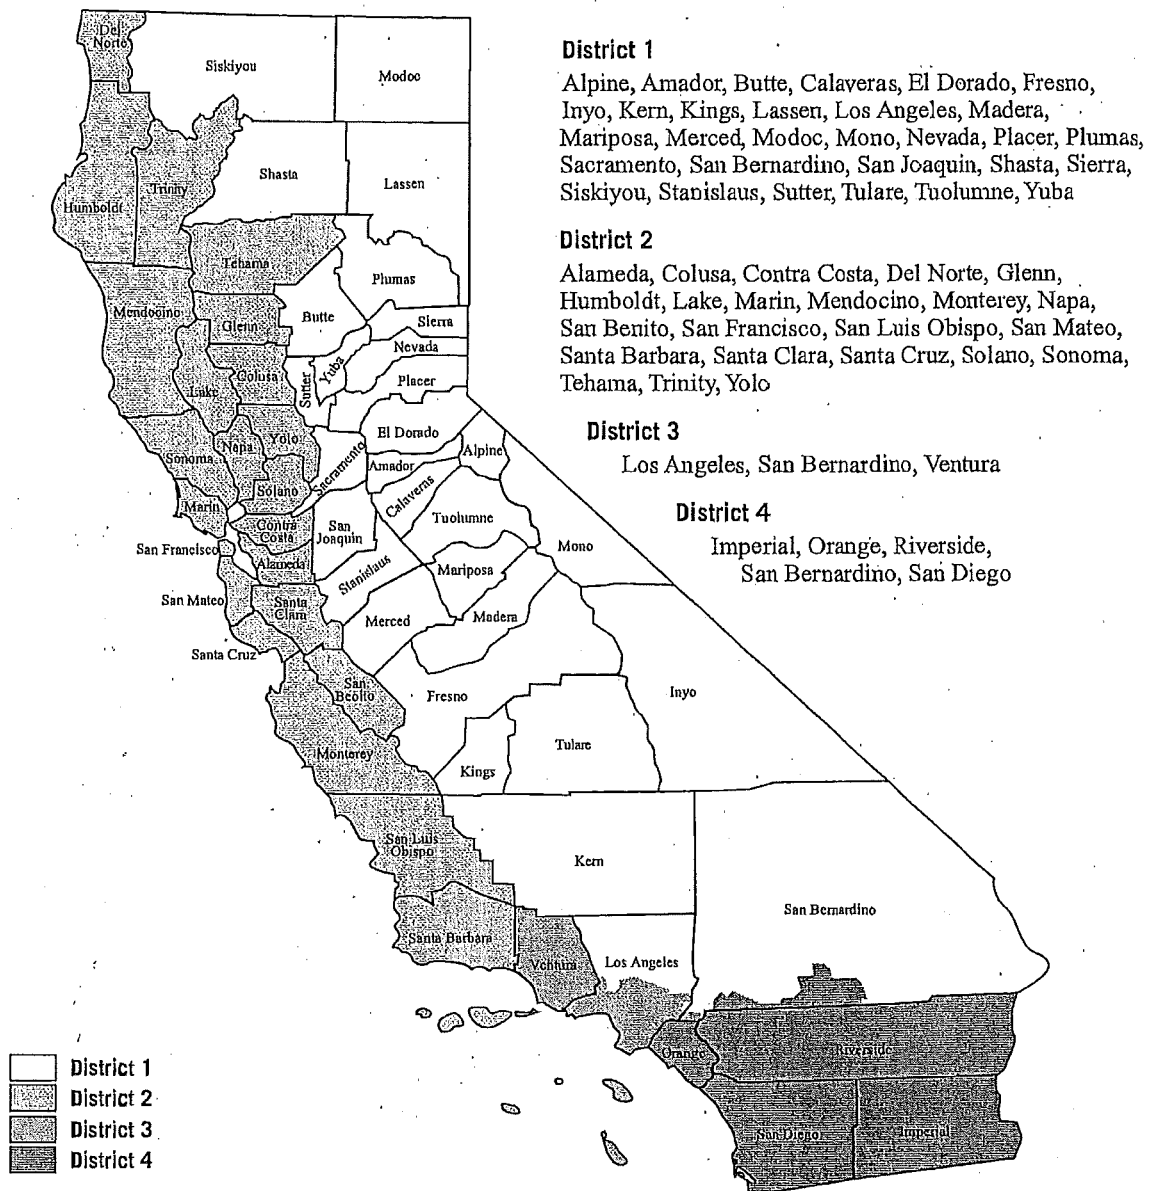 Del
Norte
Siskiyou
Modoc
Humboldt
Trinity
Shasta
Lassen
Tehama
Plumas
Mendocino
Glenn
Butte
Sierra
Nevada
Yuba
Sutter
Colusa
Placer
Lake
Yolo
El Dorado
Sonoma
Napa
Sacramento
Amador
Alpine
Solano
Calaveras
Marin
Contra
Costa
San
Joaquin
Tuolumne
San Francisco
Alameda
Stanislaus
Mono
Mariposa
San Mateo
Santa
Clara
Merced
Madera
Santa Cruz
San
Benito
Fresno
Inyo
Monterey
Kings
Tulare
San Luis
Obispo
Kern
San Bernardino
Santa Barbara
Ventura
Los Angeles
Orange
Riverside
San Diego
Imperial
District 1
Alpine, Amador, Butte, Calaveras, El Dorado, Fresno,
Inyo, Kern, Kings, Lassen, Los Angeles, Madera,
Mariposa, Merced, Modoc, Mono, Nevada, Placer, Plumas,
Sacramento, San Bernardino, San Joaquin, Shasta, Sierra,
Siskiyou, Stanislaus, Sutter, Tulare, Tuolumne, Yuba
District 2
Alameda, Colusa, Contra Costa, Del Norte, Glenn,
Humboldt, Lake, Marin, Mendocino, Monterey, Napa,
San Benito, San Francisco, San Luis Obispo, San Mateo,
Santa Barbara, Santa Clara, Santa Cruz, Solano, Sonoma,
Tehama, Trinity, Yolo
District 3
Los Angeles, San Bernardino, Ventura
District 4
Imperial, Orange, Riverside,
San Bernardino, San Diego
District 1
District 2
District 3
District 4